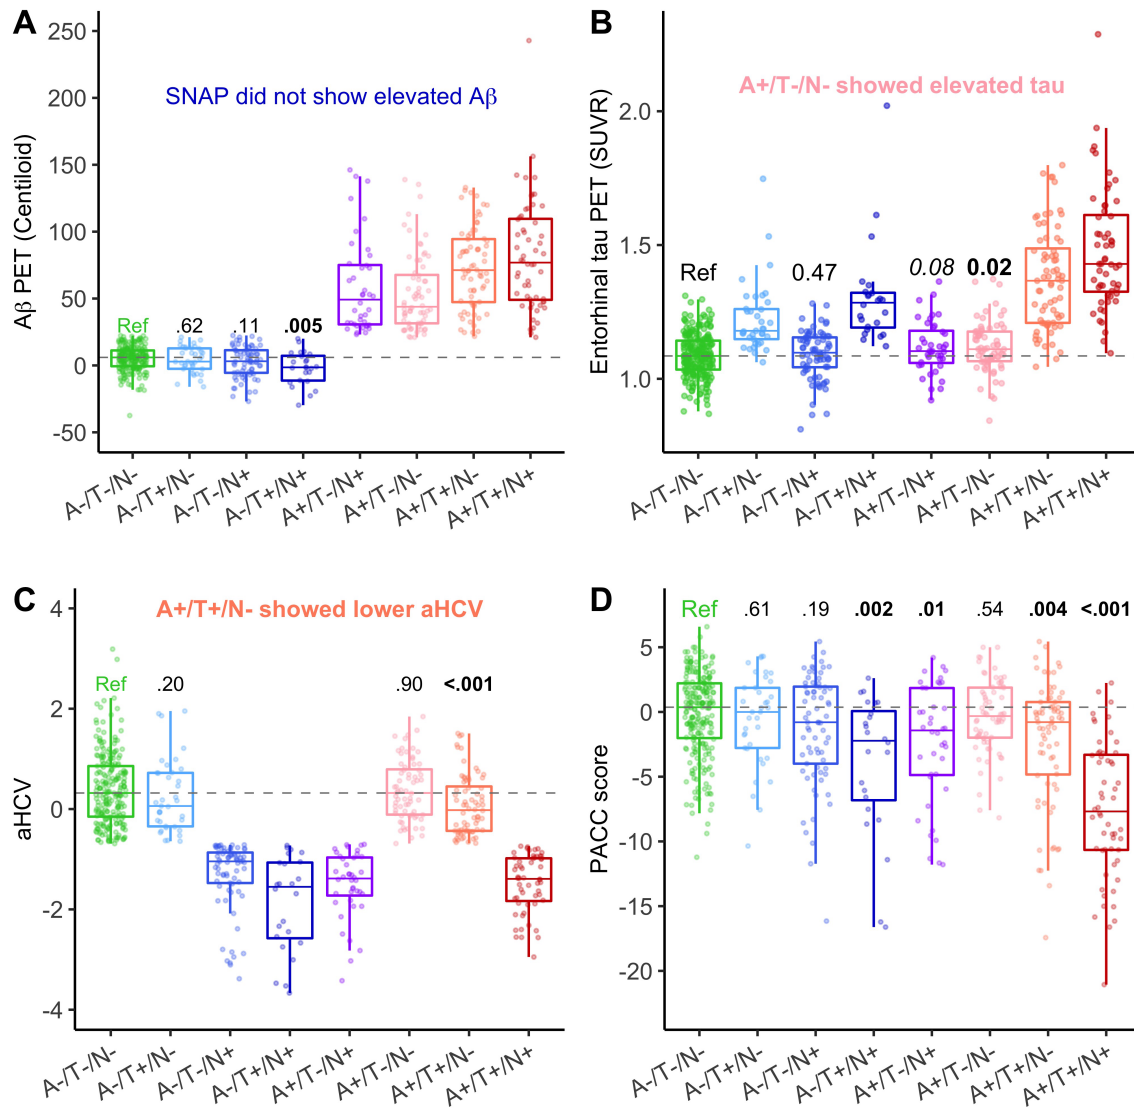 A
SNAP did not show elevated Aβ
Aβ PET (Centiloid)
250
200
150
100
50
0
-50
Ref .62 .11 .005
A-/T-/N- A-/T+/N- A-/T-/N+ A-/T+/N+ A+/T-/N+ A+/T-/N- A+/T+/N- A+/T+/N+
B
A+/T-/N- showed elevated tau
Entorhinal tau PET (SUVR)
2.0
1.5
1.0
Ref 0.47 0.08 0.02
A-/T-/N- A-/T+/N- A-/T-/N+ A-/T+/N+ A+/T-/N+ A+/T-/N- A+/T+/N- A+/T+/N+
C
A+/T+/N- showed lower aHCV
aHCV
4
2
0
-2
-4
Ref .20 .90 <.001
A-/T-/N- A-/T+/N- A-/T-/N+ A-/T+/N+ A+/T-/N+ A+/T-/N- A+/T+/N- A+/T+/N+
D
Ref .61 .19 .002 .01 .54 .004 <.001
PACC score
5
0
-5
-10
-15
-20
A-/T-/N- A-/T+/N- A-/T-/N+ A-/T+/N+ A+/T-/N+ A+/T-/N- A+/T+/N- A+/T+/N+